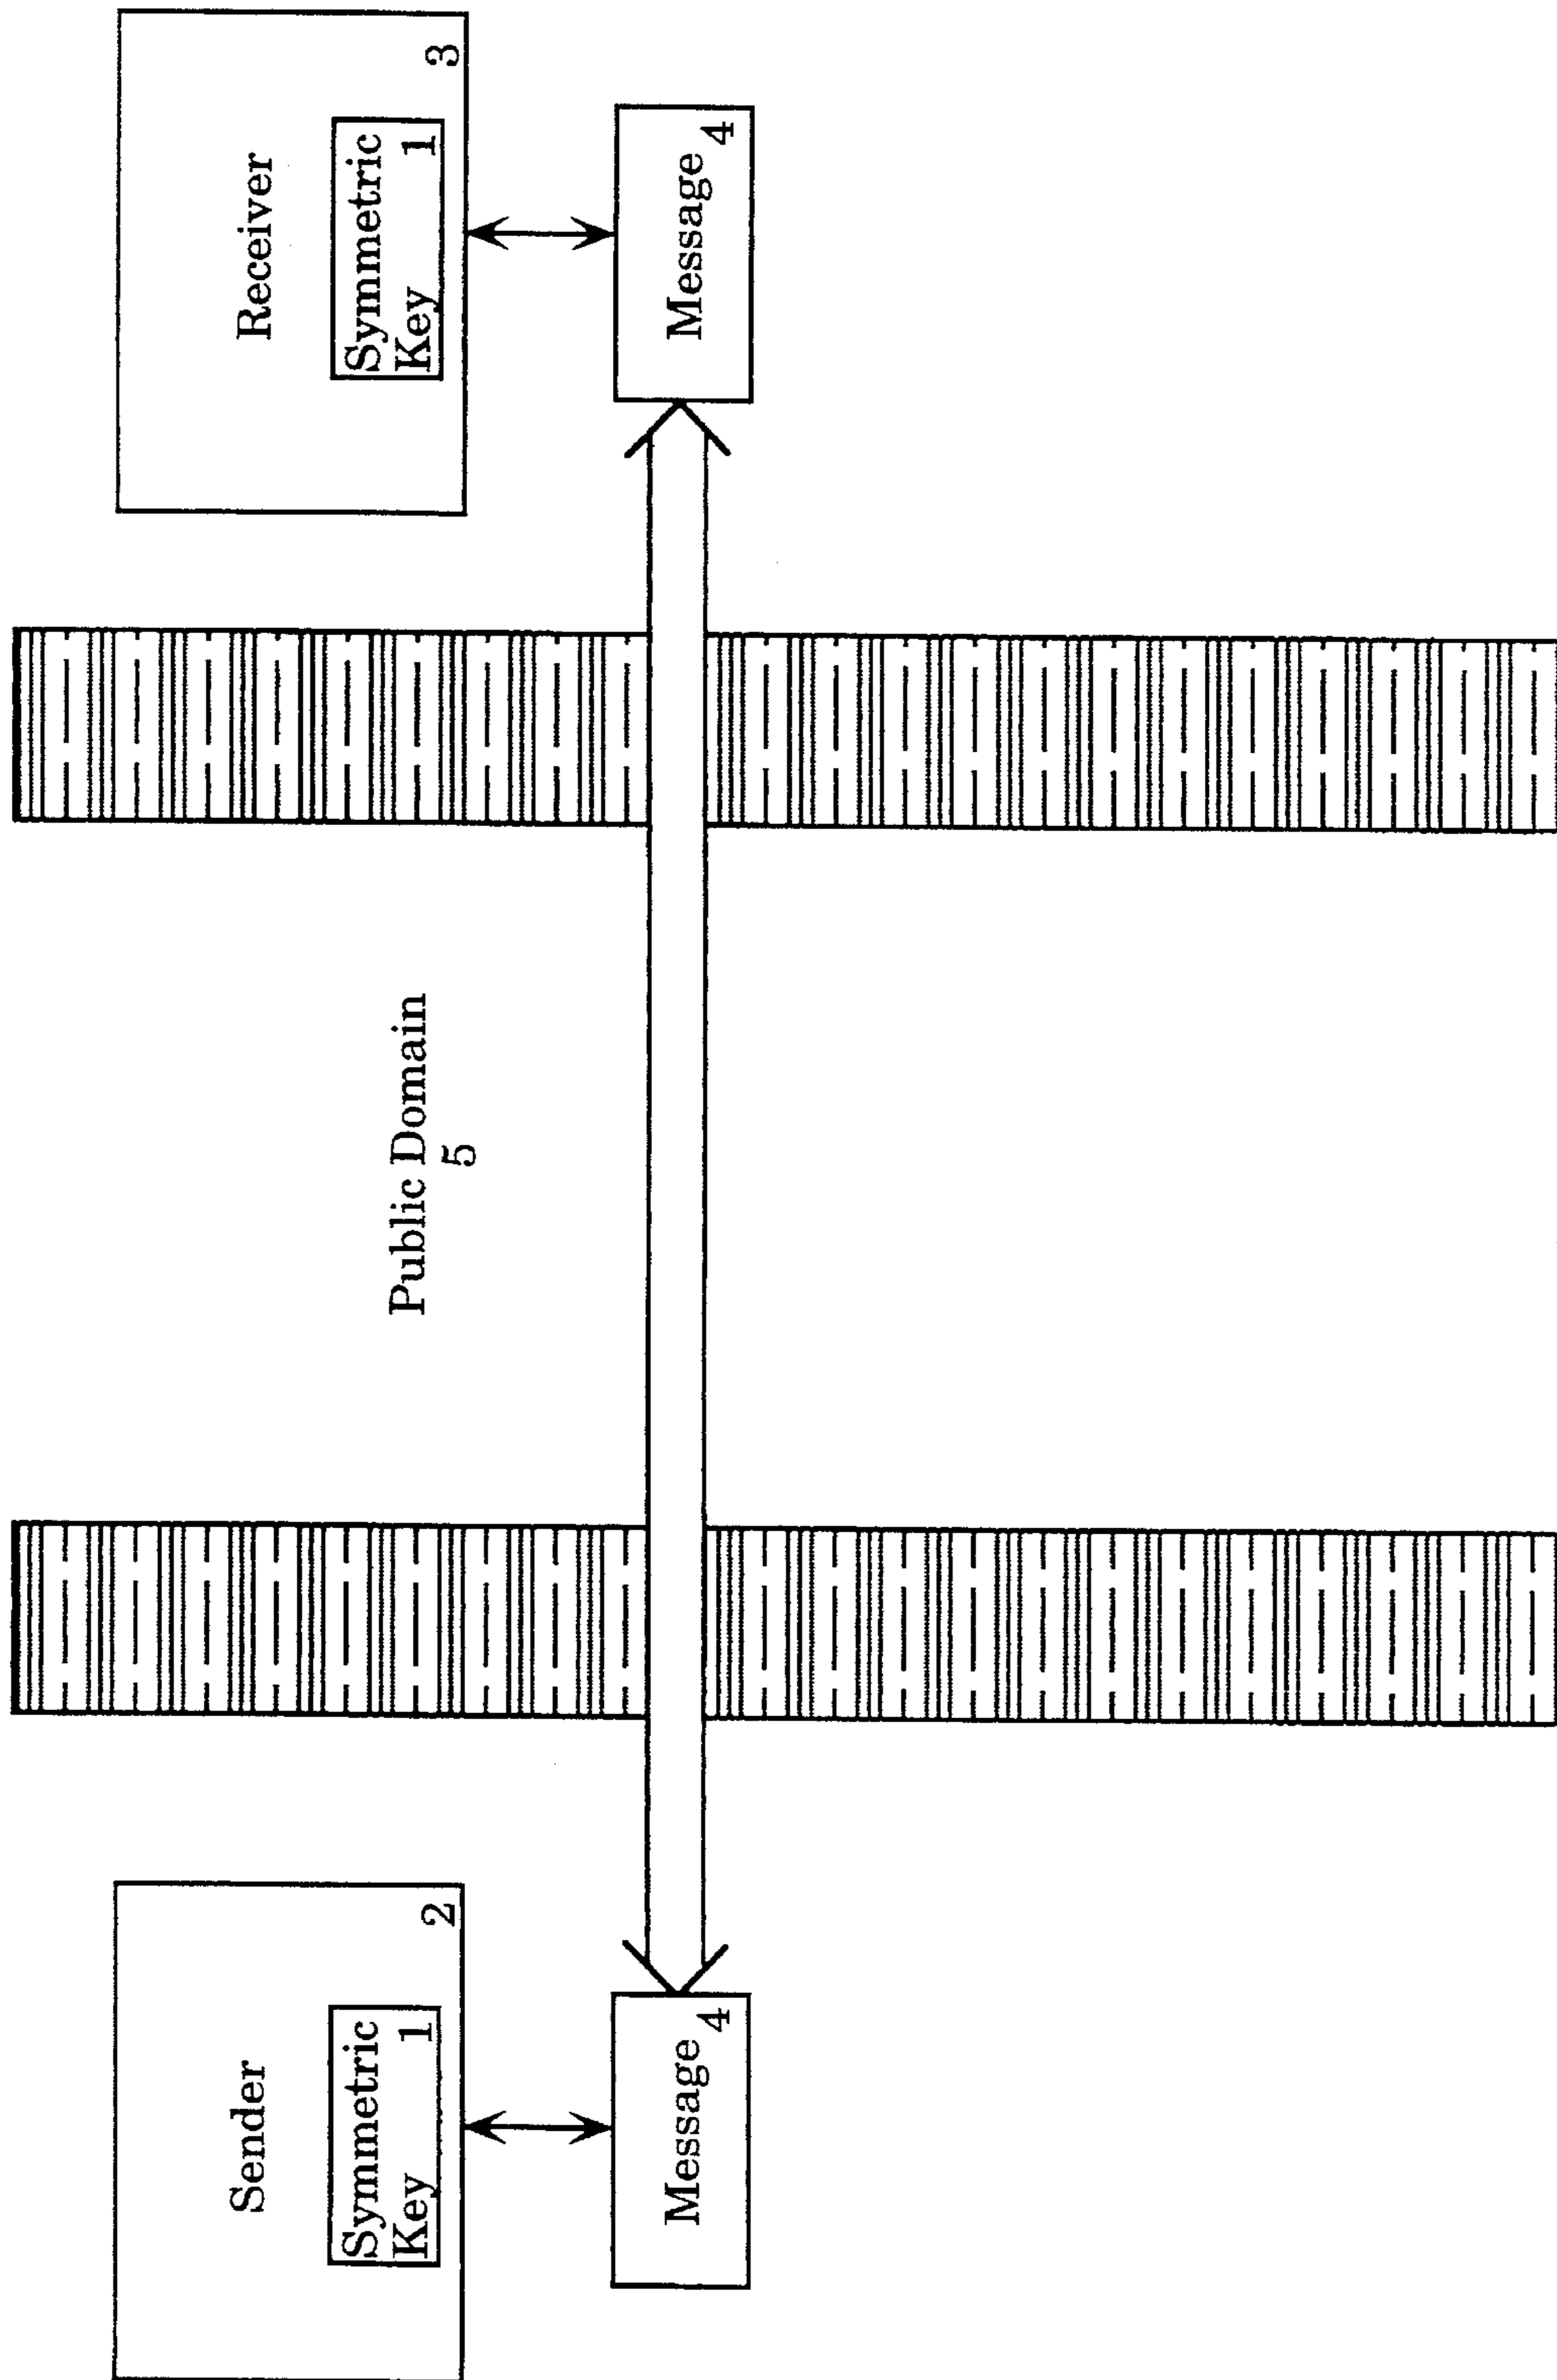 Sender
Symmetric
Key 1
2
Message
4
Public Domain
5
Receiver
Symmetric
Key 1
3
Message
4